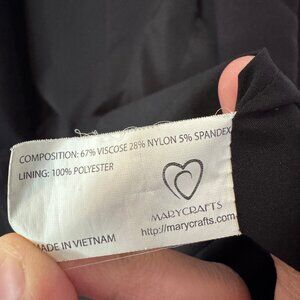 COMPOSITION: 67% VISCOSE 28% NYLON 5% SPANDEX
LINING: 100% POLYESTER
MARYCRAFTS
MADE IN VIETNAM
http://marycrafts.com